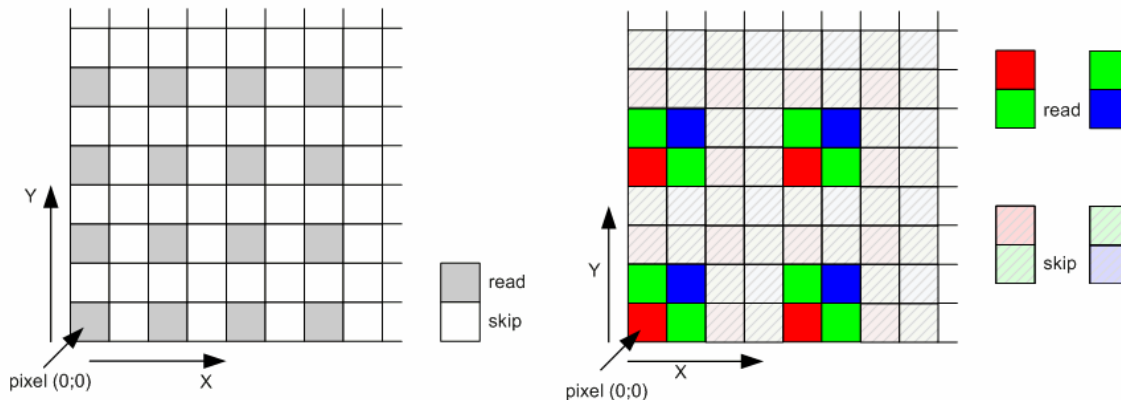 Y
read
skip
X
pixel (0;0)
read
skip
Y
X
pixel (0;0)